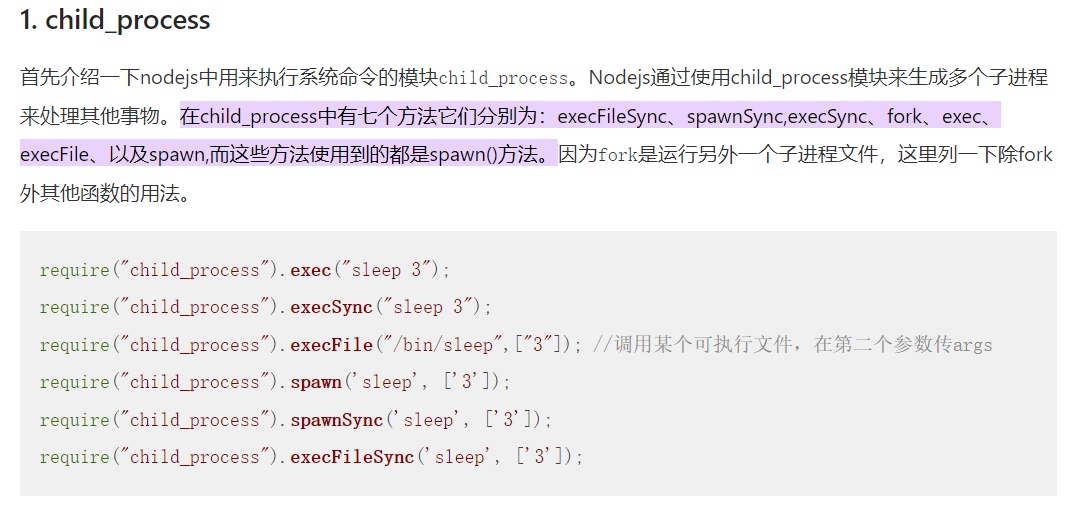 1. child_process
首先介绍一下nodejs中用来执行系统命令的模块child_process。Nodejs通过使用child_process模块来生成多个子进程
来处理其他事物。在child_process中有七个方法它们分别为：execFileSync、spawnSync,execSync、fork、exec、
execFile、以及spawn,而这些方法使用到的都是spawn()方法。因为fork是运行另外一个子进程文件，这里列一下除fork
外其他函数的用法。
require("child_process").exec("sleep 3");
require("child_process").execSync("sleep 3");
require("child_process").execFile("/bin/sleep",["3"]); //调用某个可执行文件，在第二个参数传args
require("child_process").spawn('sleep', ['3']);
require("child_process").spawnSync('sleep', ['3']);
require("child_process").execFileSync('sleep', ['3']);